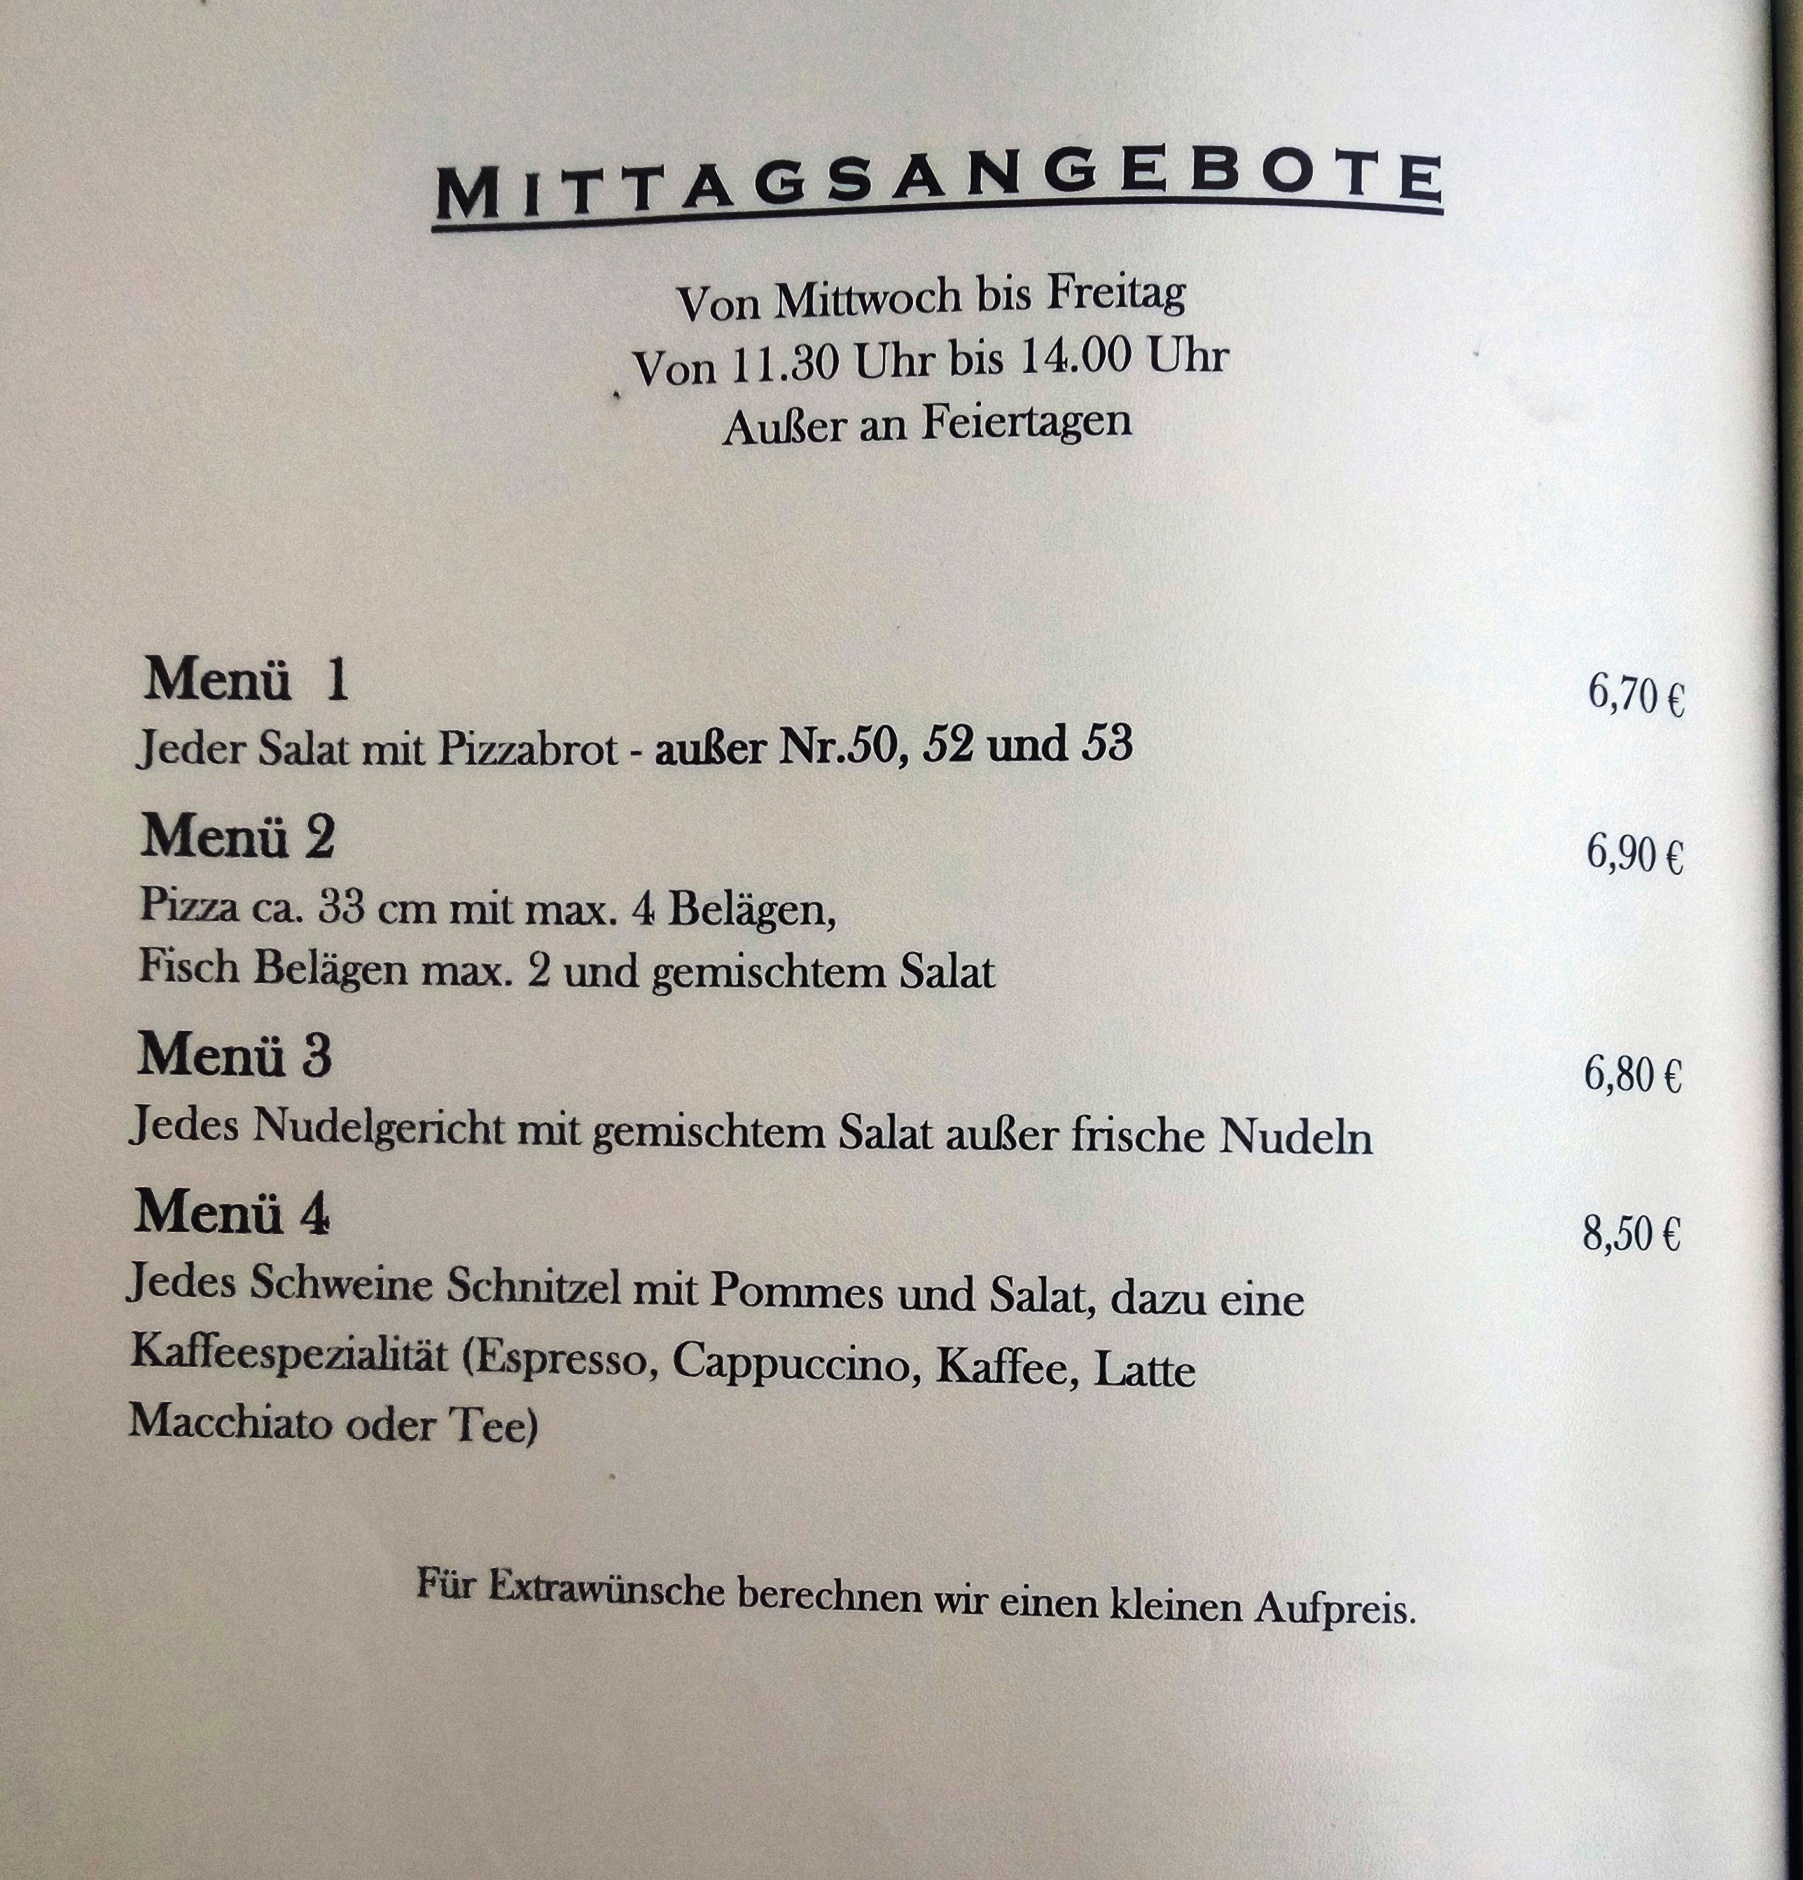 MITTAGSANGEBOTE
Von Mittwoch bis Freitag
Von 11.30 Uhr bis 14.00 Uhr
Außer an Feiertagen
Menü 1 6,70 €
Jeder Salat mit Pizzabrot - außer Nr.50, 52 und 53
Menü 2 6,90 €
Pizza ca. 33 cm mit max. 4 Belägen,
Fisch Belägen max. 2 und gemischtem Salat
Menü 3 6,80 €
Jedes Nudelgericht mit gemischtem Salat außer frische Nudeln
Menü 4 8,50 €
Jedes Schweine Schnitzel mit Pommes und Salat, dazu eine
Kaffeespezialität (Espresso, Cappuccino, Kaffee, Latte
Macchiato oder Tee)
Für Extrawünsche berechnen wir einen kleinen Aufpreis.